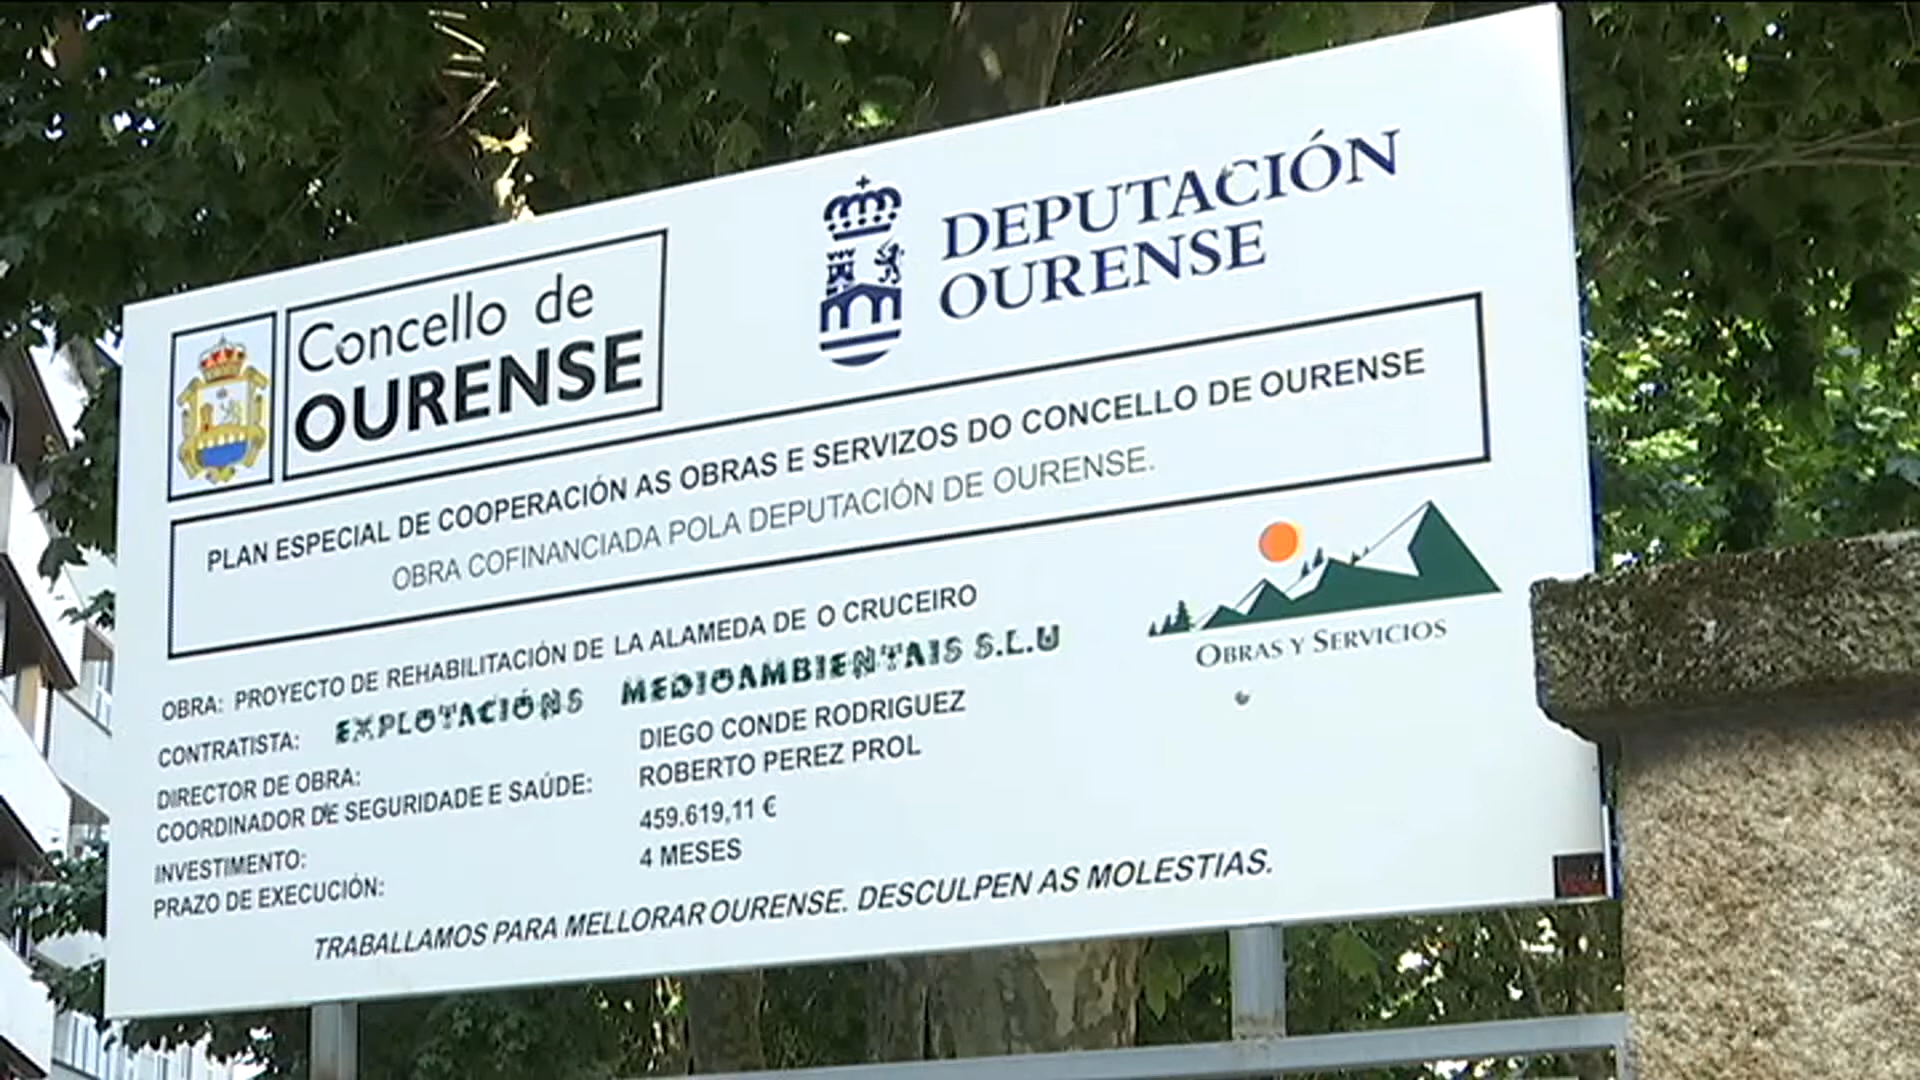 Concello de
OURENSE
DEPUTACIÓN
OURENSE
PLAN ESPECIAL DE COOPERACIÓN AS OBRAS E SERVIZOS DO CONCELLO DE OURENSE
OBRA COFINANCIADA POLA DEPUTACIÓN DE OURENSE.
OBRA: PROYECTO DE REHABILITACIÓN DE LA ALAMEDA DE O CRUCEIRO
CONTRATISTA: EXPLOTACIÓNS MEDIOAMBIENTAIS S.L.U
OBRAS Y SERVICIOS
DIRECTOR DE OBRA: DIEGO CONDE RODRIGUEZ
COORDINADOR DE SEGURIDADE E SAÚDE: ROBERTO PEREZ PROL
INVESTIMENTO: 459.619,11 €
PRAZO DE EXECUCIÓN: 4 MESES
TRABALLAMOS PARA MELLORAR OURENSE. DESCULPEN AS MOLESTIAS.